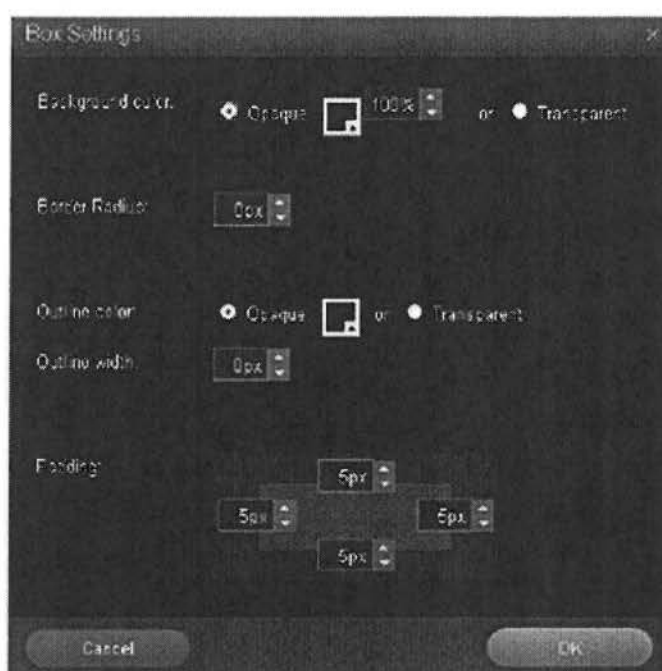 Box Settings
Background color: Opaque 100% or Transparent
Border Radius: 0px
Outline color: Opaque or Transparent
Outline width: 0px
Padding: 5px
5px 5px
5px
Cancel OK